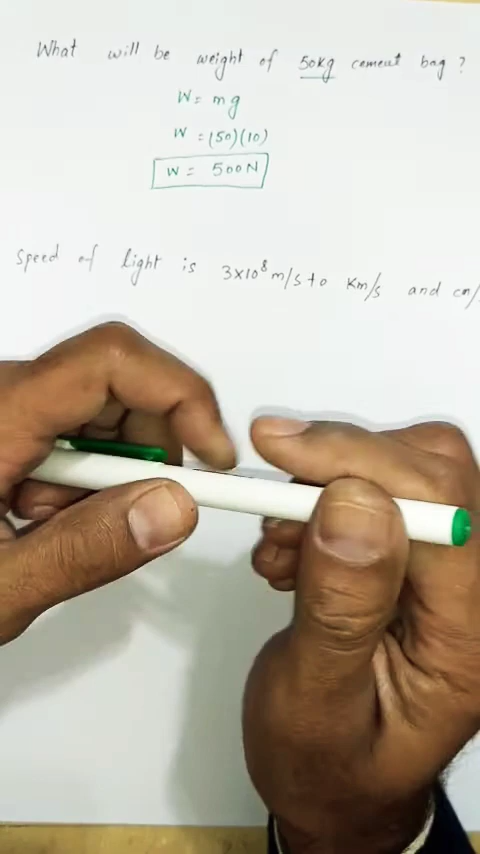 What will be weight of 50kg cement bag ?
W = mg
W = (50)(10)
W = 500N
Speed of light is 3x10⁸ m/s to Km/s and cm/